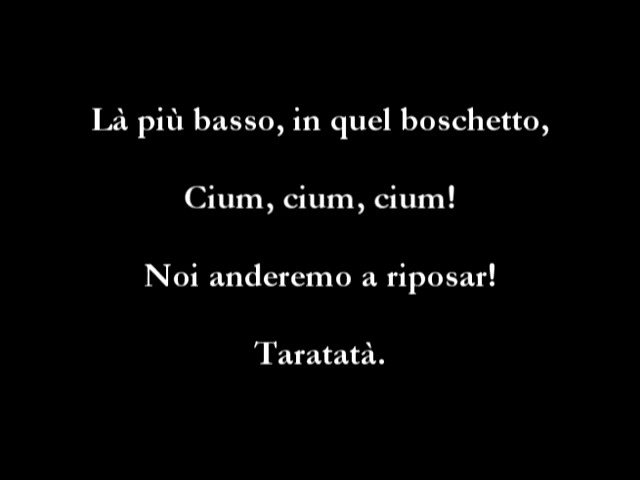 Là più basso, in quel boschetto,
Cium, cium, cium!
Noi anderemo a riposar!
Taratatà.